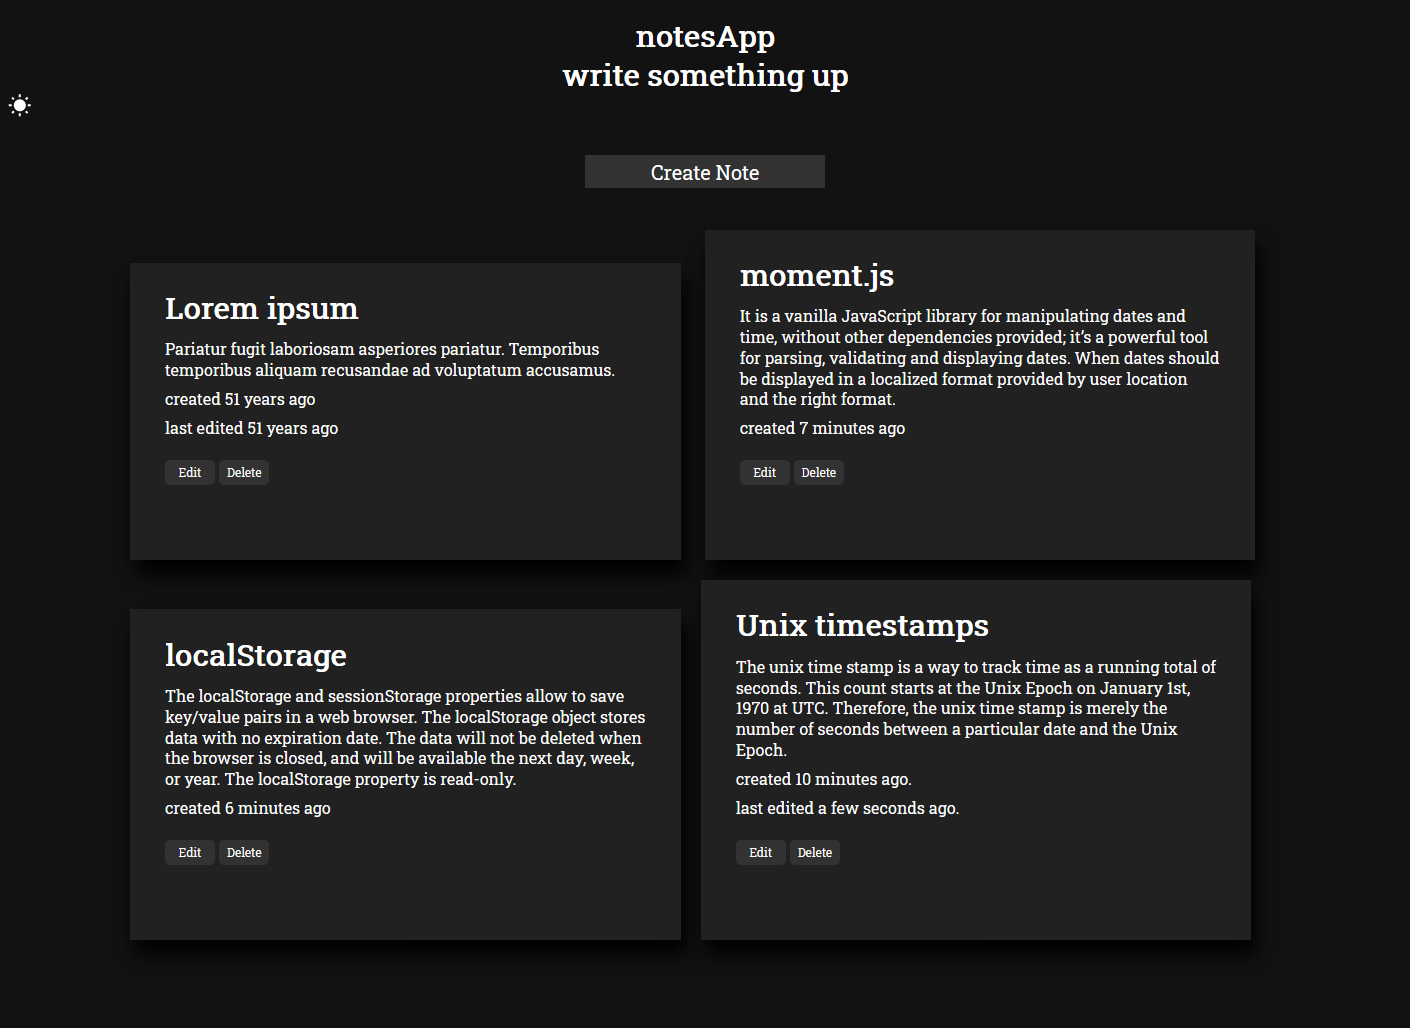 notesApp
write something up
Create Note
Lorem ipsum
Pariatur fugit laboriosam asperiores pariatur. Temporibus
temporibus aliquam recusandae ad voluptatum accusamus.
created 51 years ago
last edited 51 years ago
Edit Delete
moment.js
It is a vanilla JavaScript library for manipulating dates and
time, without other dependencies provided; it's a powerful tool
for parsing, validating and displaying dates. When dates should
be displayed in a localized format provided by user location
and the right format.
created 7 minutes ago
Edit Delete
localStorage
The localStorage and sessionStorage properties allow to save
key/value pairs in a web browser. The localStorage object stores
data with no expiration date. The data will not be deleted when
the browser is closed, and will be available the next day, week,
or year. The localStorage property is read-only.
created 6 minutes ago
Edit Delete
Unix timestamps
The unix time stamp is a way to track time as a running total of
seconds. This count starts at the Unix Epoch on January 1st,
1970 at UTC. Therefore, the unix time stamp is merely the
number of seconds between a particular date and the Unix
Epoch.
created 10 minutes ago.
last edited a few seconds ago.
Edit Delete